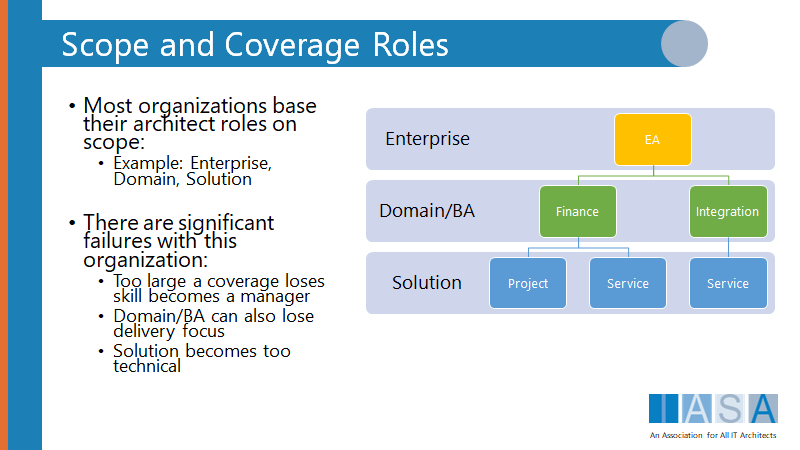 Scope and Coverage Roles
• Most organizations base
their architect roles on
scope:
• Example: Enterprise,
Domain, Solution
• There are significant
failures with this
organization:
• Too large a coverage loses
skill becomes a manager
• Domain/BA can also lose
delivery focus
• Solution becomes too
technical
Enterprise
EA
Domain/BA
Finance
Integration
Solution
Project
Service
Service
IASA
An Association for All IT Architects